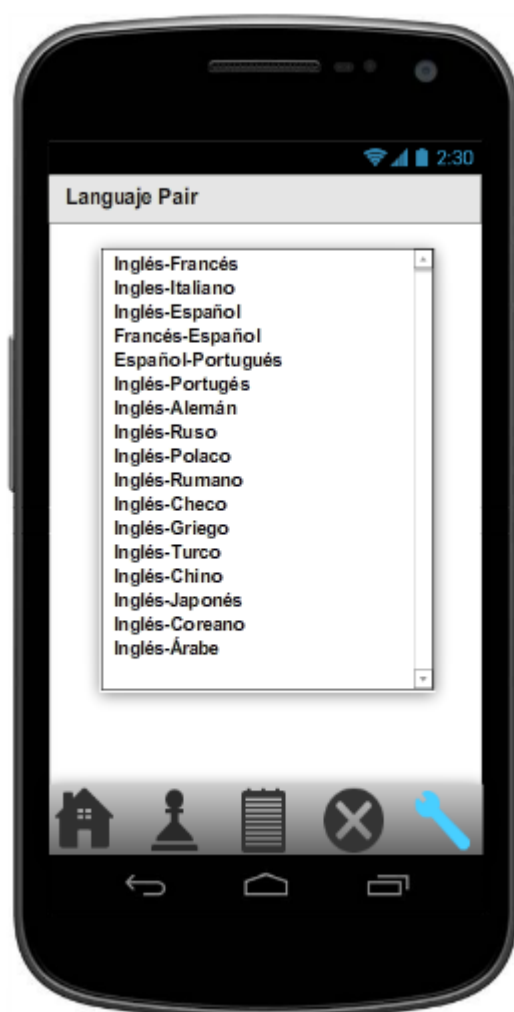 2:30
Languaje Pair
Inglés-Francés
Ingles-Italiano
Inglés-Español
Francés-Español
Español-Portugués
Inglés-Portugés
Inglés-Alemán
Inglés-Ruso
Inglés-Polaco
Inglés-Rumano
Inglés-Checo
Inglés-Griego
Inglés-Turco
Inglés-Chino
Inglés-Japonés
Inglés-Coreano
Inglés-Árabe